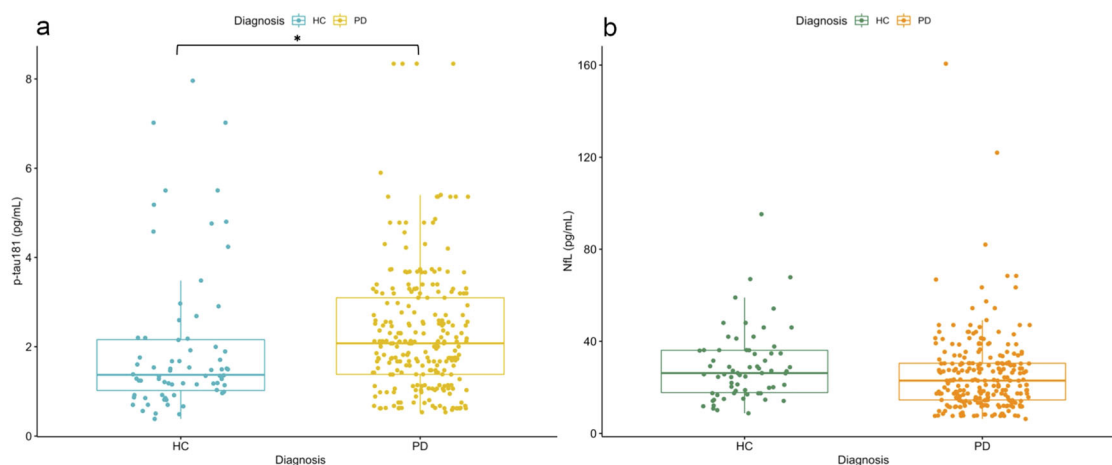 a
Diagnosis HC PD
*
p-tau181 (pg/mL)
8
6
4
2
0
HC PD
Diagnosis
b
Diagnosis HC PD
NfL (pg/mL)
160
120
80
40
0
HC PD
Diagnosis